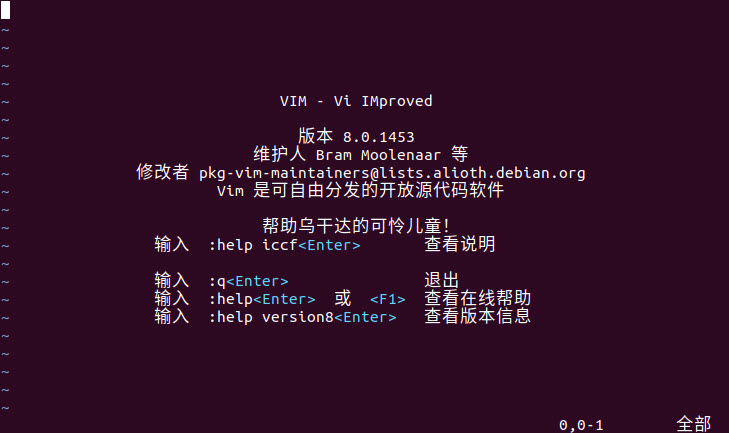 ~
~
~
~
VIM - Vi IMproved
~
~
版本 8.0.1453
~
维护人 Bram Moolenaar 等
~
修改者 pkg-vim-maintainers@lists.alioth.debian.org
~
Vim 是可自由分发的开放源代码软件
~
~
帮助乌干达的可怜儿童!
~
输入 :help iccf<Enter> 查看说明
~
~
输入 :q<Enter> 退出
~
输入 :help<Enter> 或 <F1> 查看在线帮助
~
输入 :help version8<Enter> 查看版本信息
~
~
~
~
~
~
0,0-1 全部